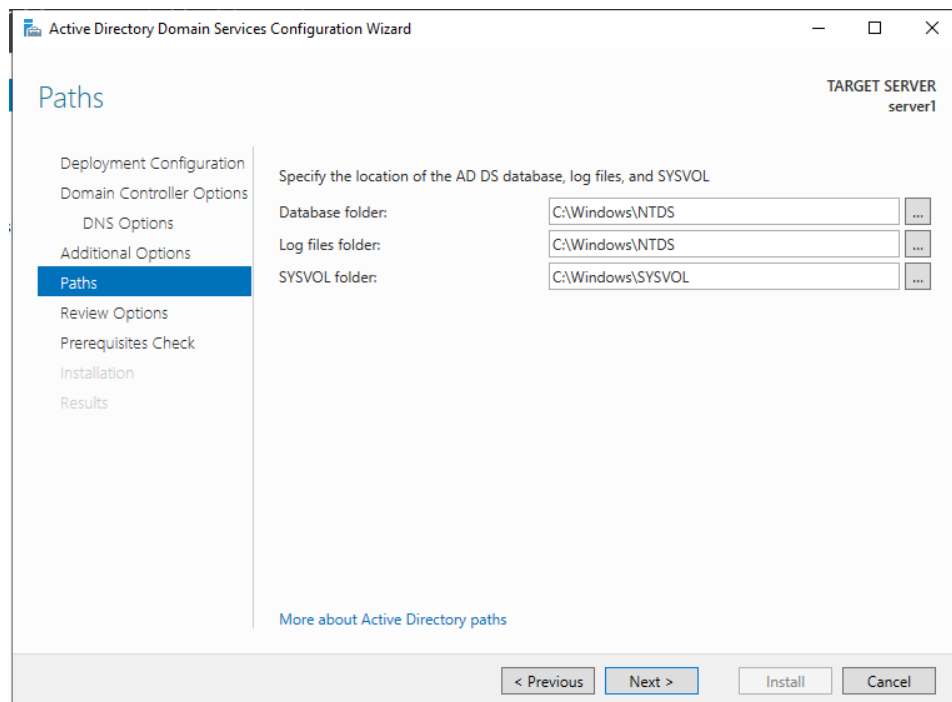 Active Directory Domain Services Configuration Wizard
Paths
TARGET SERVER
server1
Deployment Configuration
Domain Controller Options
DNS Options
Additional Options
Paths
Review Options
Prerequisites Check
Installation
Results
Specify the location of the AD DS database, log files, and SYSVOL
Database folder: C:\Windows\NTDS ...
Log files folder: C:\Windows\NTDS ...
SYSVOL folder: C:\Windows\SYSVOL ...
More about Active Directory paths
< Previous Next > Install Cancel